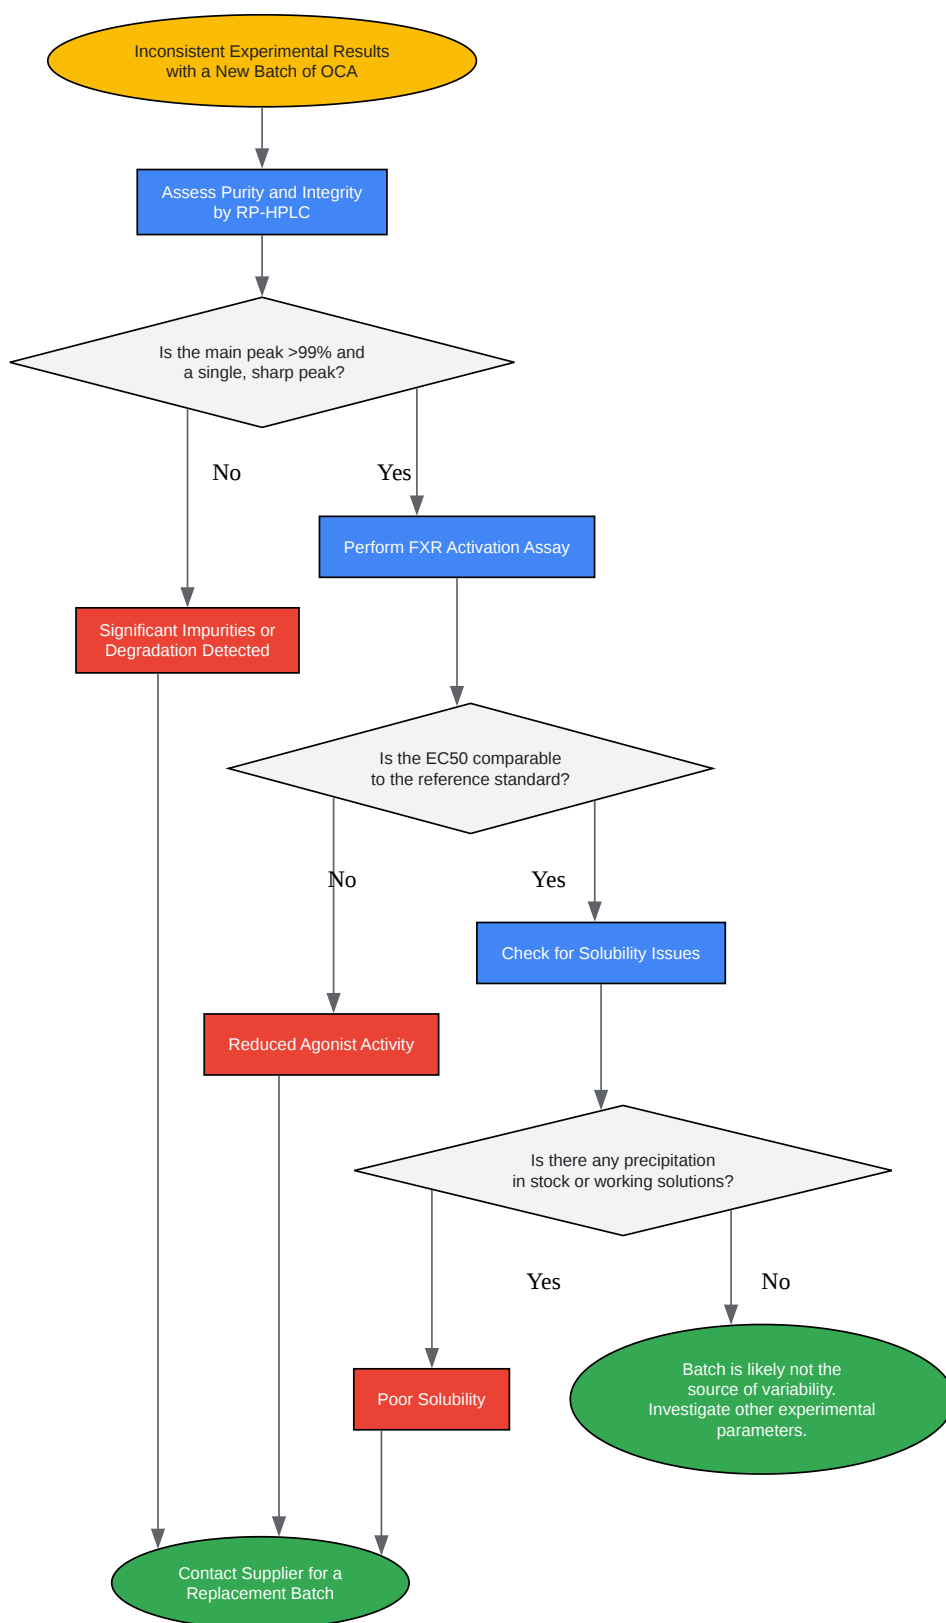 Inconsistent Experimental Results
with a New Batch of OCA
Assess Purity and Integrity
by RP-HPLC
Is the main peak >99% and
a single, sharp peak?
No
Yes
Perform FXR Activation Assay
Significant Impurities or
Degradation Detected
Is the EC50 comparable
to the reference standard?
No
Yes
Check for Solubility Issues
Reduced Agonist Activity
Is there any precipitation
in stock or working solutions?
Yes
No
Batch is likely not the
source of variability.
Investigate other experimental
parameters.
Poor Solubility
Contact Supplier for a
Replacement Batch